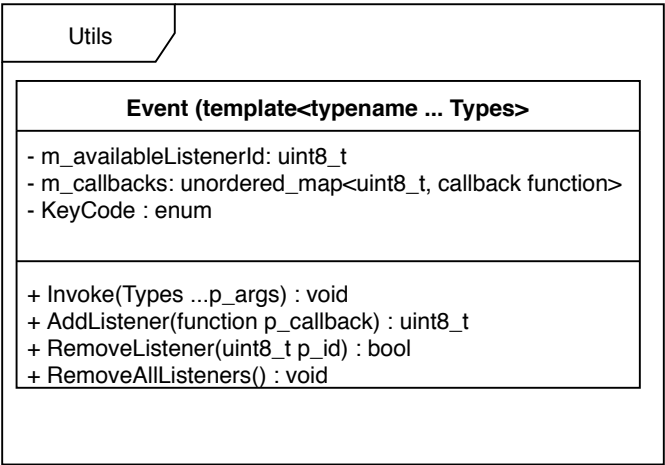 Utils
Event (template<typename ... Types>
- m_availableListenerId: uint8_t
- m_callbacks: unordered_map<uint8_t, callback function>
- KeyCode : enum
+ Invoke(Types ...p_args) : void
+ AddListener(function p_callback) : uint8_t
+ RemoveListener(uint8_t p_id) : bool
+ RemoveAllListeners() : void